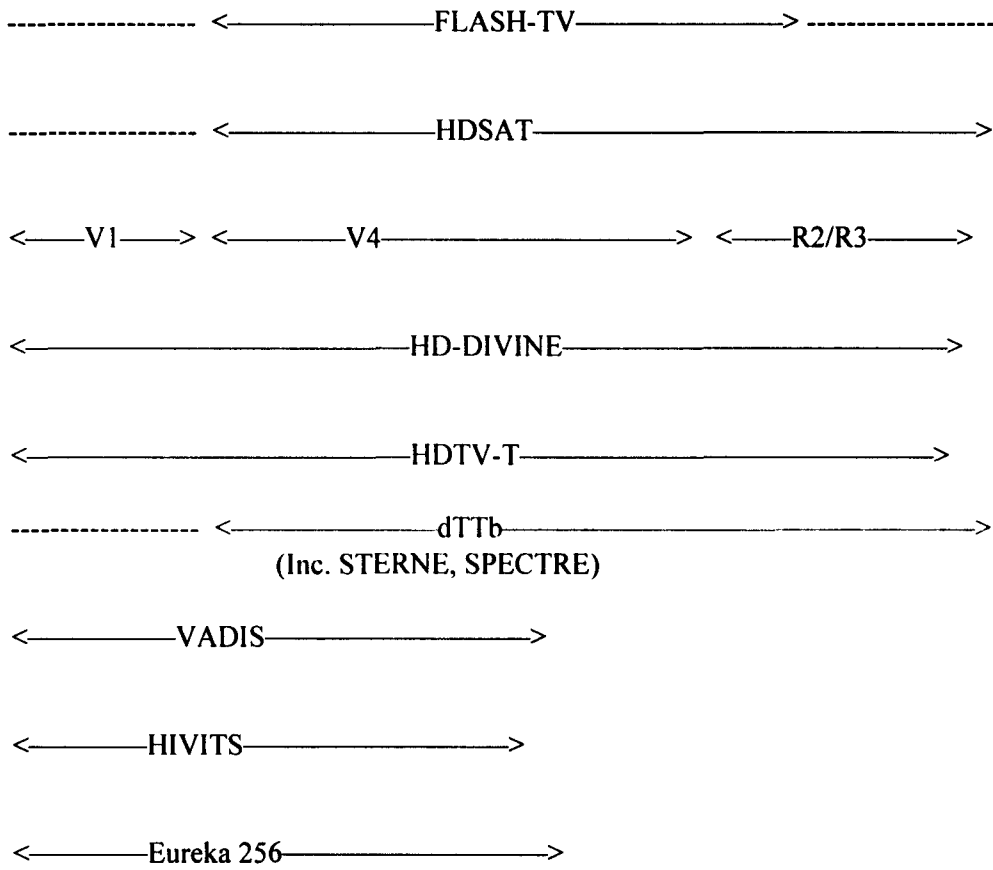 FLASH-TV
HDSAT
V1 V4 R2/R3
HD-DIVINE
HDTV-T
dTTb
(Inc. STERNE, SPECTRE)
VADIS
HIVITS
Eureka 256